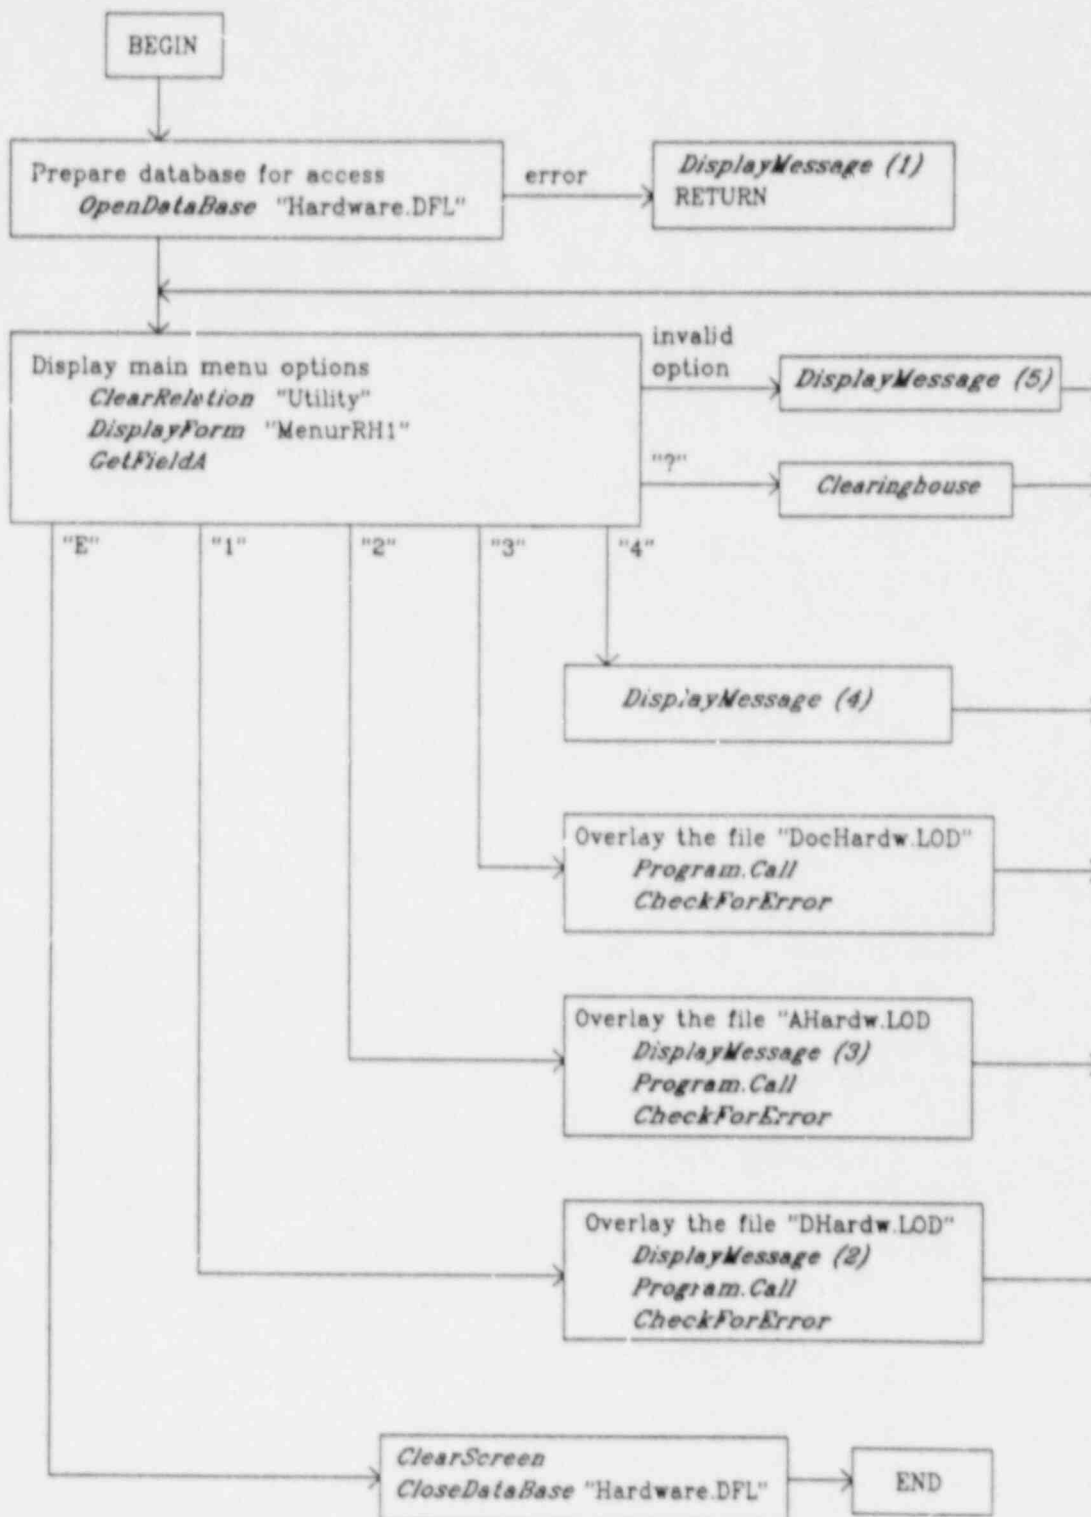 BEGIN
Prepare database for access
OpenDataBase "Hardware.DFL"
error
DisplayMessage (1)
RETURN
Display main menu options
ClearRelation "Utility"
DisplayForm "MenurRH1"
GetFieldA
invalid
option
DisplayMessage (5)
"?"
Clearinghouse
"E"
"1"
"2"
"3"
"4"
DisplayMessage (4)
Overlay the file "DocHardw.LOD"
Program.Call
CheckForError
Overlay the file "AHardw.LOD
DisplayMessage (3)
Program.Call
CheckForError
Overlay the file "DHardw.LOD"
DisplayMessage (2)
Program.Call
CheckForError
ClearScreen
CloseDataBase "Hardware.DFL"
END